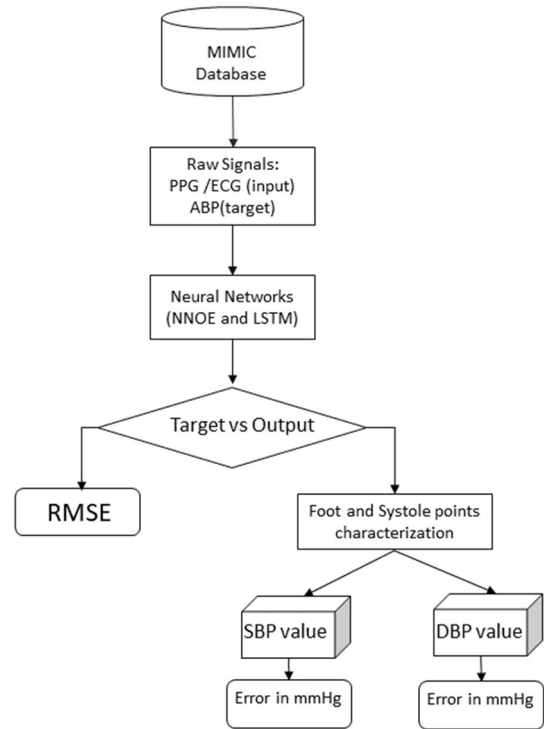 MIMIC
Database
Raw Signals:
PPG /ECG (input)
ABP(target)
Neural Networks
(NNOE and LSTM)
Target vs Output
RMSE
Foot and Systole points
characterization
SBP value
DBP value
Error in mmHg
Error in mmHg